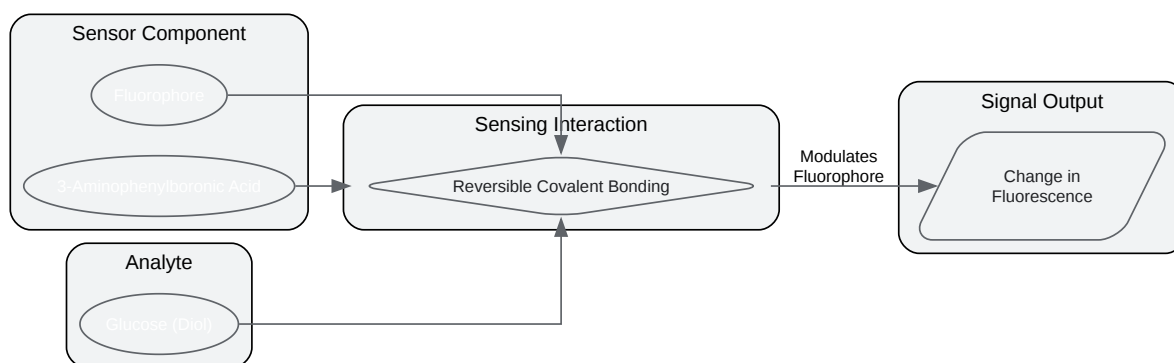 Sensor Component
Fluorophore
3-Aminophenylboronic Acid
Analyte
Glucose (Diol)
Sensing Interaction
Reversible Covalent Bonding
Modulates
Fluorophore
Signal Output
Change in
Fluorescence